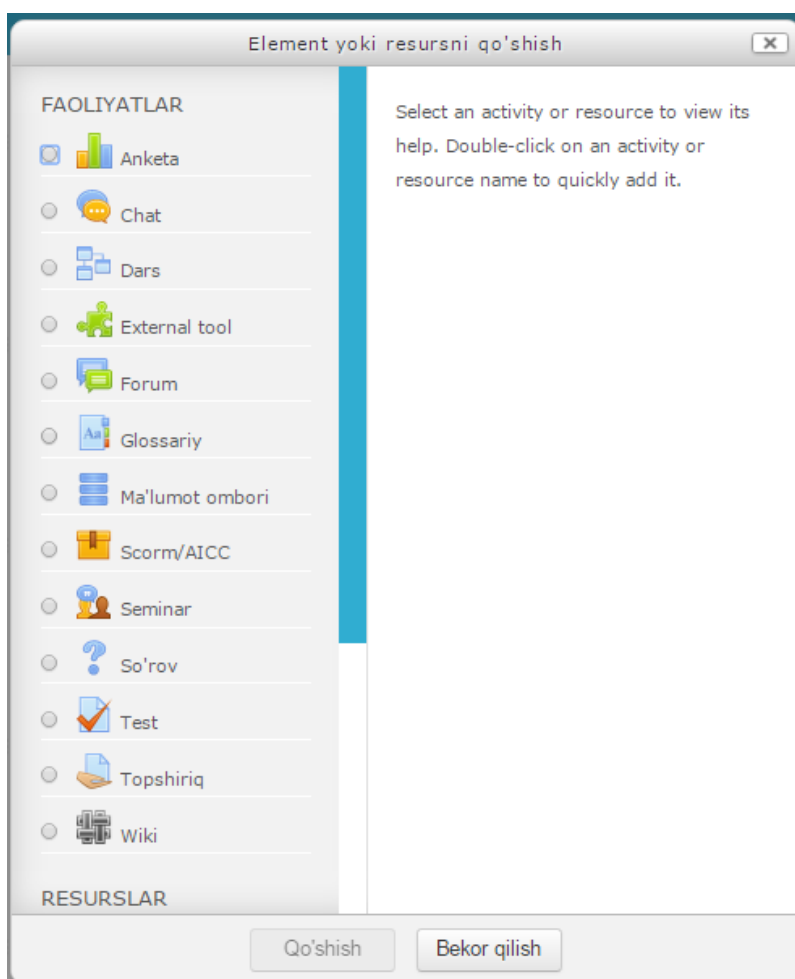 Element yoki resursni qo'shish
FAOLIYATLAR
Anketa
Chat
Dars
External tool
Forum
Glossariy
Ma'lumot ombori
Scorm/AICC
Seminar
So'rov
Test
Topshiriq
Wiki
RESURSLAR
Select an activity or resource to view its
help. Double-click on an activity or
resource name to quickly add it.
Qo'shish
Bekor qilish